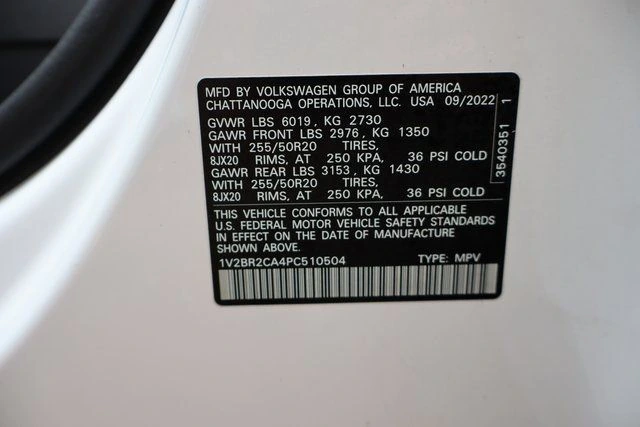 MFD BY VOLKSWAGEN GROUP OF AMERICA
CHATTANOOGA OPERATIONS, LLC. USA 09/2022
GVWR LBS 6019, KG 2730
GAWR FRONT LBS 2976, KG 1350
WITH 255/50R20 TIRES,
8JX20 RIMS, AT 250 KPA, 36 PSI COLD
GAWR REAR LBS 3153, KG 1430
WITH 255/50R20 TIRES,
8JX20 RIMS, AT 250 KPA, 36 PSI COLD
THIS VEHICLE CONFORMS TO ALL APPLICABLE
U.S. FEDERAL MOTOR VEHICLE SAFETY STANDARDS
IN EFFECT ON THE DATE OF MANUFACTURE
SHOWN ABOVE.
1V2BR2CA4PC510504 TYPE: MPV
3540351 1